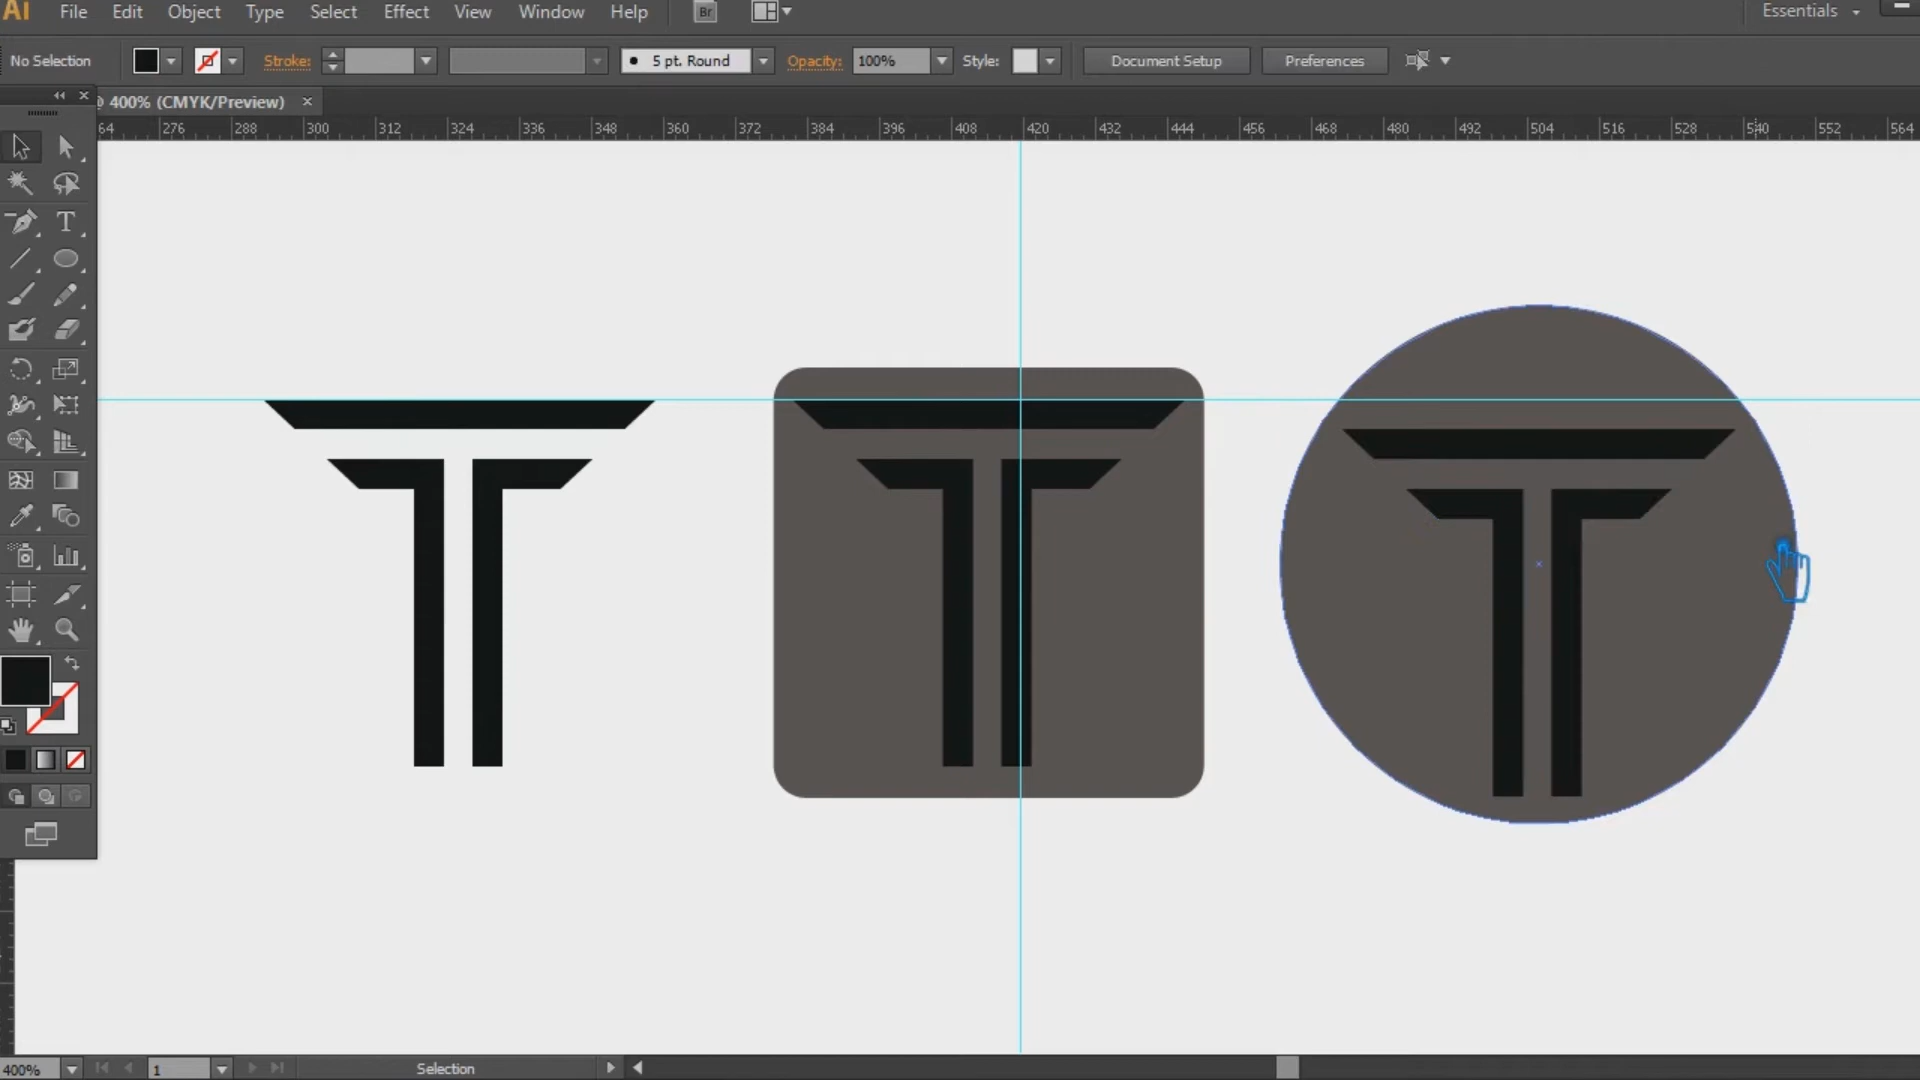 Ai File Edit Object Type Select Effect View Window Help Br Essentials
No Selection Stroke: 5 pt. Round Opacity: 100% Style: Document Setup Preferences
@ 400% (CMYK/Preview) ×
64 276 288 300 312 324 336 348 360 372 384 396 408 420 432 444 456 468 480 492 504 516 528 540 552 564
T
400% 1 Selection